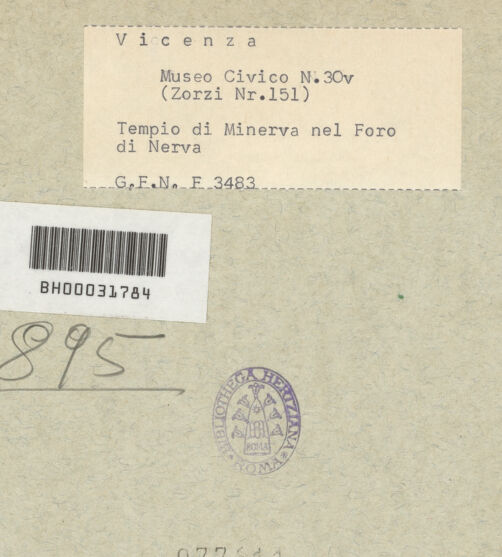 Vicenza
Museo Civico N.30v
(Zorzi Nr.151)
Tempio di Minerva nel Foro
di Nerva
G.F.N. F 3483
BH00031784
895
BIBLIOTHECA HERTZIANA
ROMA
ROMA